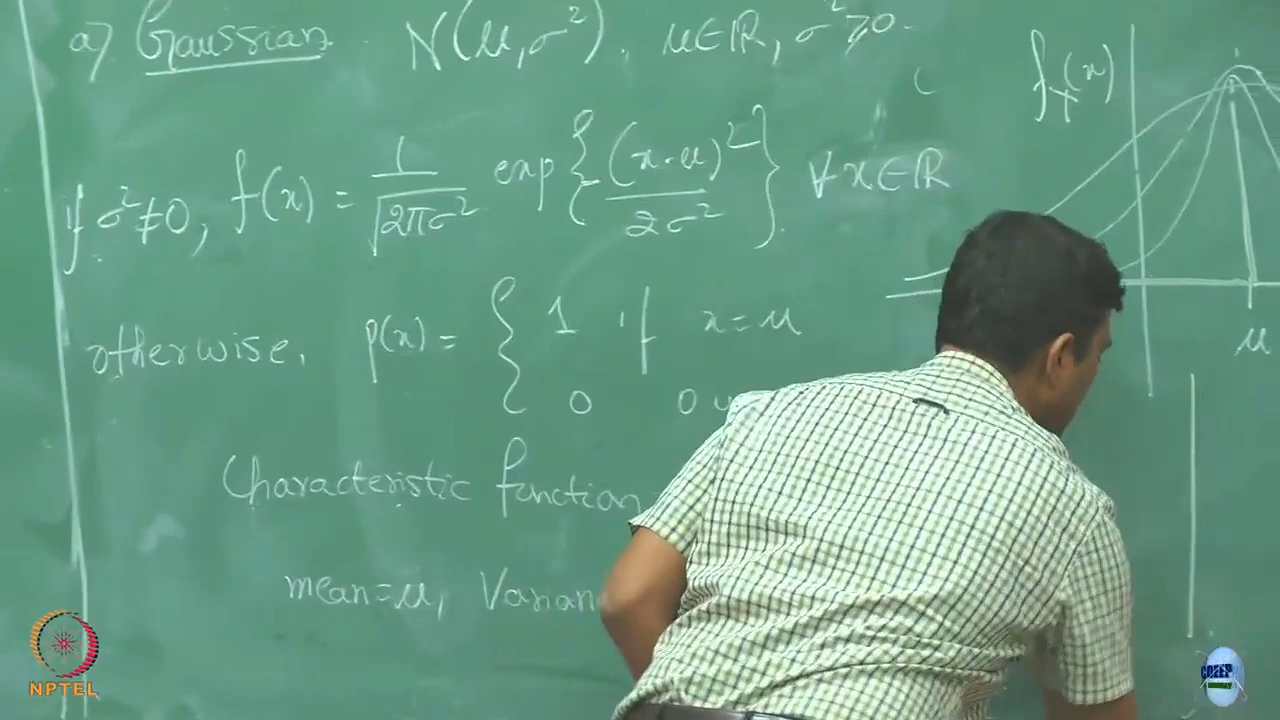 a) Gaussian N(μ, σ²), μ∈ℝ, σ²≥0.
if σ²≠0, f(x) = 1/√(2πσ²) exp{-(x-μ)²/2σ²} ∀ x∈ℝ
otherwise, p(x) = { 1 if x=μ
0
Characteristic function
mean=μ,
f_X(x)
μ
NPTEL